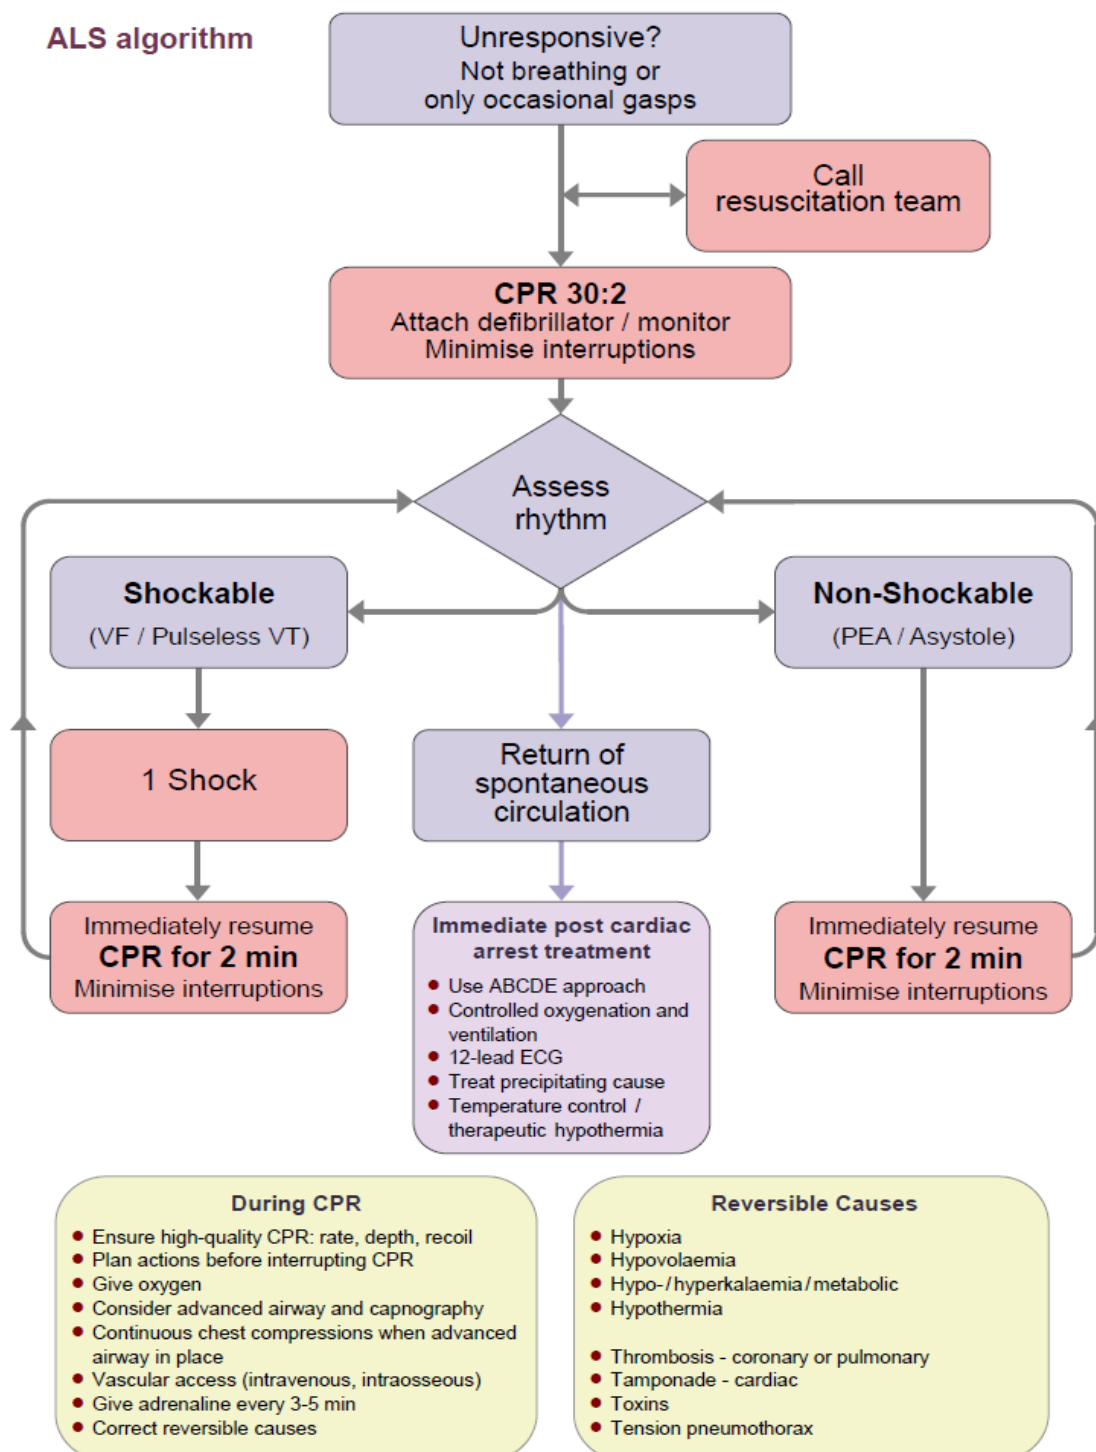 ALS algorithm
Unresponsive?
Not breathing or
only occasional gasps
Call
resuscitation team
CPR 30:2
Attach defibrillator / monitor
Minimise interruptions
Assess
rhythm
Shockable
(VF / Pulseless VT)
Non-Shockable
(PEA / Asystole)
1 Shock
Return of
spontaneous
circulation
Immediately resume
CPR for 2 min
Minimise interruptions
Immediate post cardiac
arrest treatment
● Use ABCDE approach
● Controlled oxygenation and
ventilation
● 12-lead ECG
● Treat precipitating cause
● Temperature control /
therapeutic hypothermia
Immediately resume
CPR for 2 min
Minimise interruptions
During CPR
● Ensure high-quality CPR: rate, depth, recoil
● Plan actions before interrupting CPR
● Give oxygen
● Consider advanced airway and capnography
● Continuous chest compressions when advanced
airway in place
● Vascular access (intravenous, intraosseous)
● Give adrenaline every 3-5 min
● Correct reversible causes
Reversible Causes
● Hypoxia
● Hypovolaemia
● Hypo-/hyperkalaemia/metabolic
● Hypothermia
● Thrombosis - coronary or pulmonary
● Tamponade - cardiac
● Toxins
● Tension pneumothorax